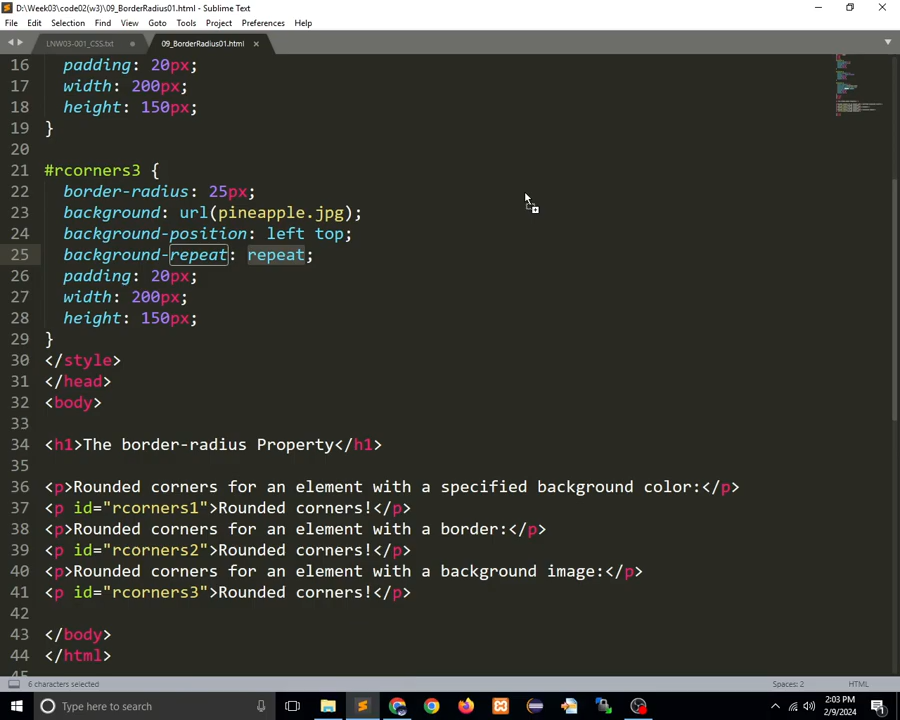 D:\Week03\code02(w3)\09_BorderRadius01.html - Sublime Text
File Edit Selection Find View Goto Tools Project Preferences Help
LNW03-001_CSS.txt 09_BorderRadius01.html
16 padding: 20px;
17 width: 200px;
18 height: 150px;
19 }
20
21 #rcorners3 {
22 border-radius: 25px;
23 background: url(pineapple.jpg);
24 background-position: left top;
25 background-repeat: repeat;
26 padding: 20px;
27 width: 200px;
28 height: 150px;
29 }
30 </style>
31 </head>
32 <body>
33
34 <h1>The border-radius Property</h1>
35
36 <p>Rounded corners for an element with a specified background color:</p>
37 <p id="rcorners1">Rounded corners!</p>
38 <p>Rounded corners for an element with a border:</p>
39 <p id="rcorners2">Rounded corners!</p>
40 <p>Rounded corners for an element with a background image:</p>
41 <p id="rcorners3">Rounded corners!</p>
42
43 </body>
44 </html>
6 characters selected Spaces: 2 HTML
Type here to search
2:03 PM
2/9/2024